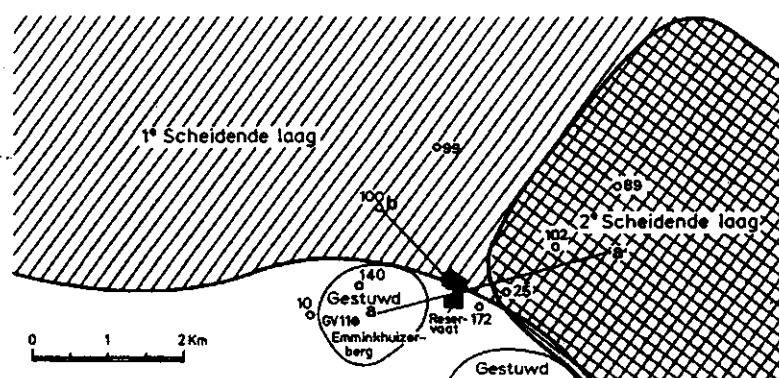 1e Scheidende laag
99
100 b
89
2e Scheidende laag
102
a'
140
25
Gestuwd
a
10
GV110
Reser-
vaat
172
Emminkhuizer-
berg
0 1 2 Km
Gestuwd